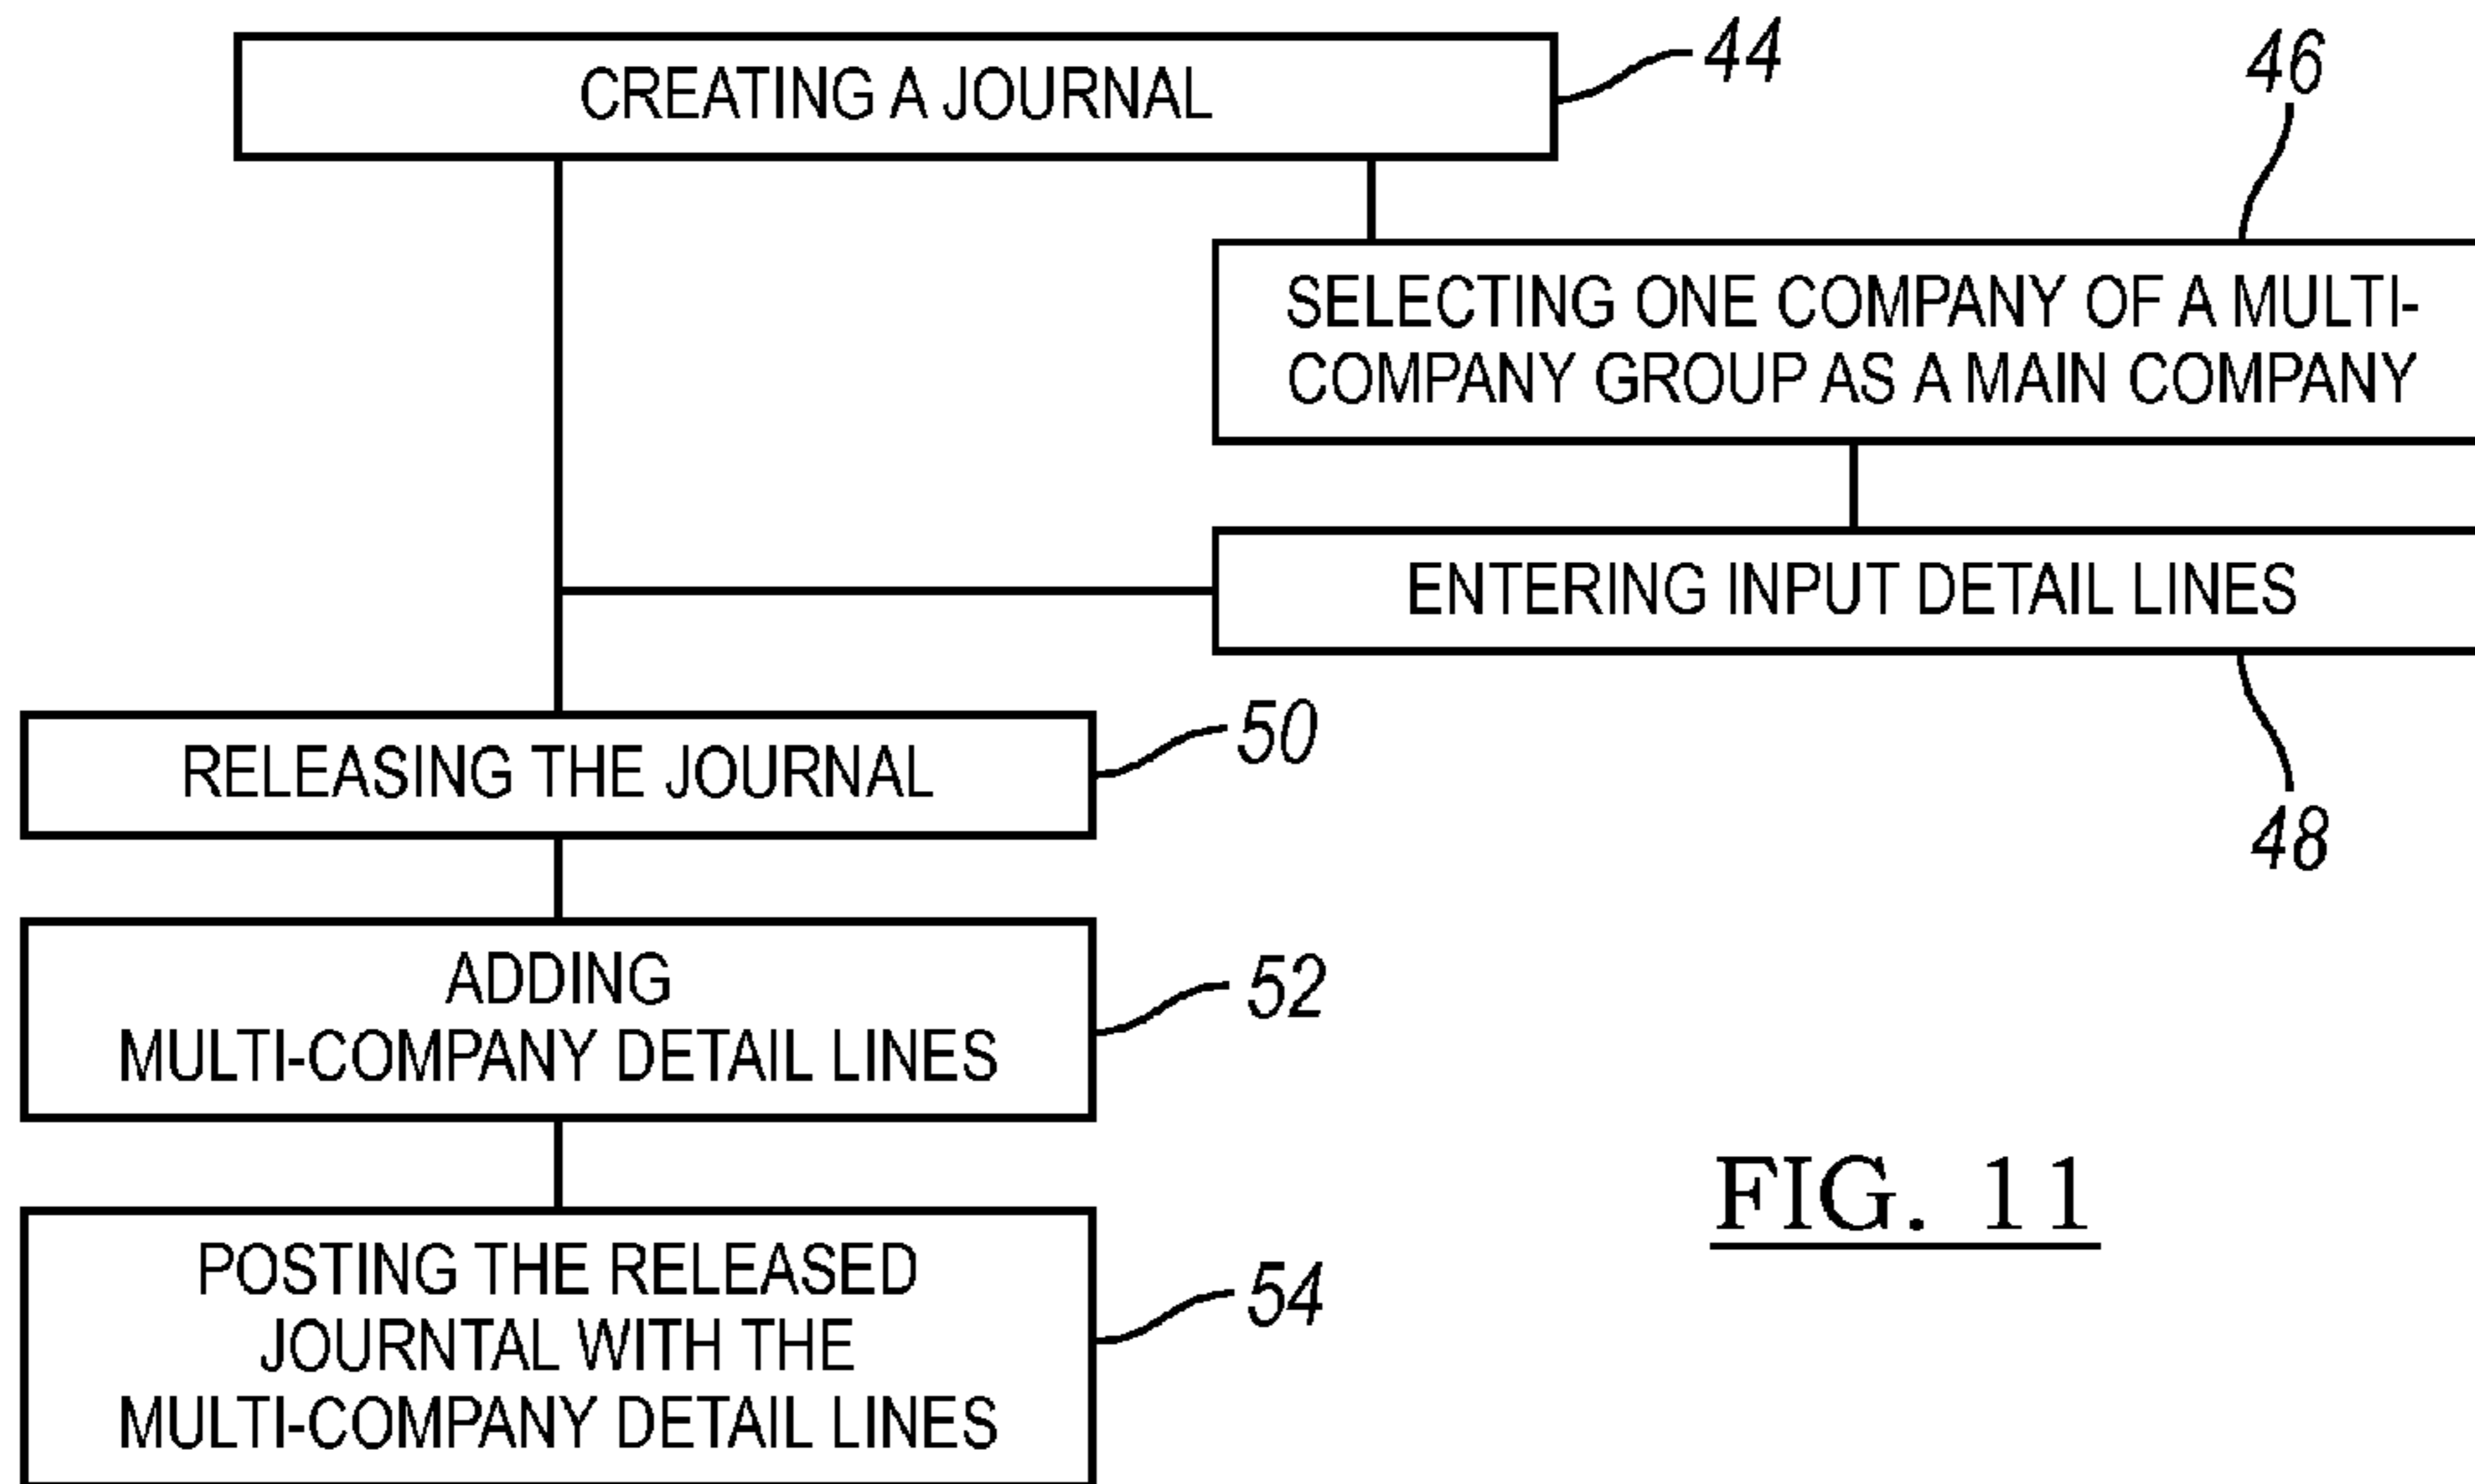 CREATING A JOURNAL
44
46
SELECTING ONE COMPANY OF A MULTI-
COMPANY GROUP AS A MAIN COMPANY
ENTERING INPUT DETAIL LINES
48
RELEASING THE JOURNAL
50
ADDING
MULTI-COMPANY DETAIL LINES
52
POSTING THE RELEASED
JOURNTAL WITH THE
MULTI-COMPANY DETAIL LINES
54
FIG. 11